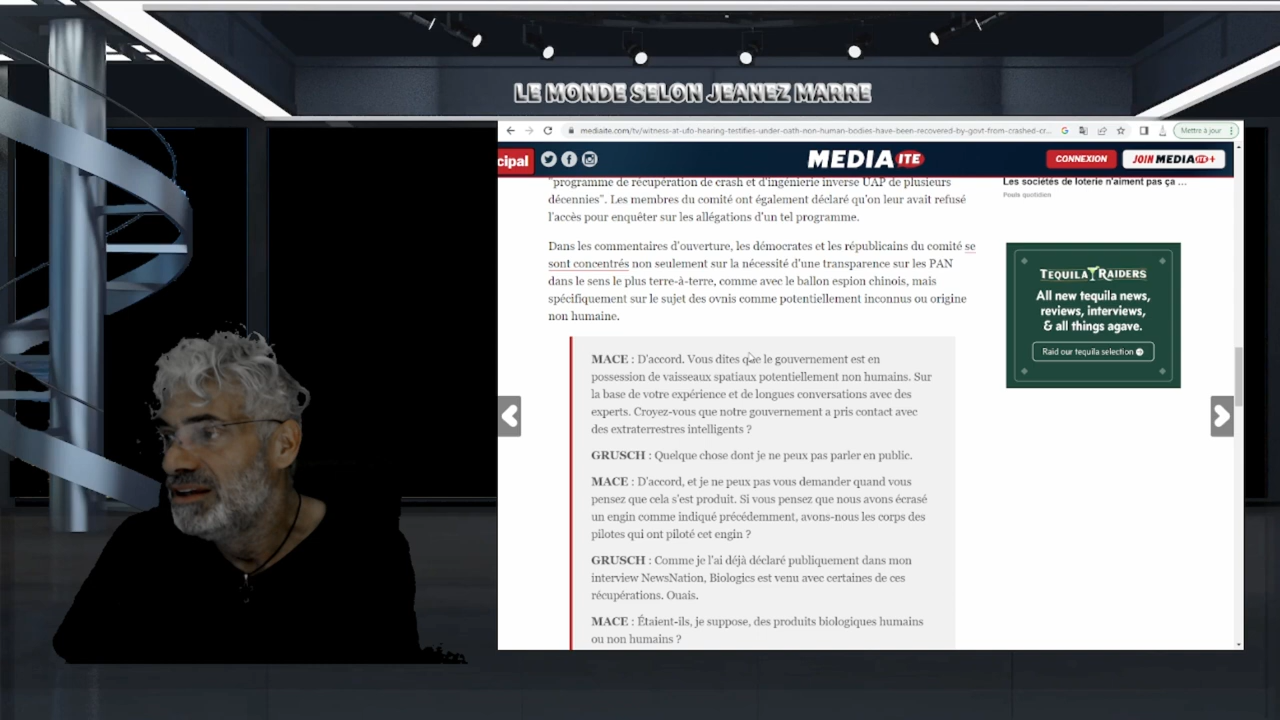 LE MONDE SELON JEANEZ MARRE
mediaite.com/tv/witness-at-ufo-hearing-testifies-under-oath-non-human-bodies-have-been-recovered-by-govt-from-crashed-cr...
Mettre à jour
cipal
MEDIAITE
CONNEXION
JOIN MEDIAITE+
"programme de récupération de crash et d'ingénierie inverse UAP de plusieurs
décennies". Les membres du comité ont également déclaré qu'on leur avait refusé
l'accès pour enquêter sur les allégations d'un tel programme.
Dans les commentaires d'ouverture, les démocrates et les républicains du comité se
sont concentrés non seulement sur la nécessité d'une transparence sur les PAN
dans le sens le plus terre-à-terre, comme avec le ballon espion chinois, mais
spécifiquement sur le sujet des ovnis comme potentiellement inconnus ou origine
non humaine.
MACE : D'accord. Vous dites que le gouvernement est en
possession de vaisseaux spatiaux potentiellement non humains. Sur
la base de votre expérience et de longues conversations avec des
experts. Croyez-vous que notre gouvernement a pris contact avec
des extraterrestres intelligents ?
GRUSCH : Quelque chose dont je ne peux pas parler en public.
MACE : D'accord, et je ne peux pas vous demander quand vous
pensez que cela s'est produit. Si vous pensez que nous avons écrasé
un engin comme indiqué précédemment, avons-nous les corps des
pilotes qui ont piloté cet engin ?
GRUSCH : Comme je l'ai déjà déclaré publiquement dans mon
interview NewsNation, Biologics est venu avec certaines de ces
récupérations. Ouais.
MACE : Étaient-ils, je suppose, des produits biologiques humains
ou non humains ?
Les sociétés de loterie n'aiment pas ça ...
Pouls quotidien
TEQUILA RAIDERS
All new tequila news,
reviews, interviews,
& all things agave.
Raid our tequila selection